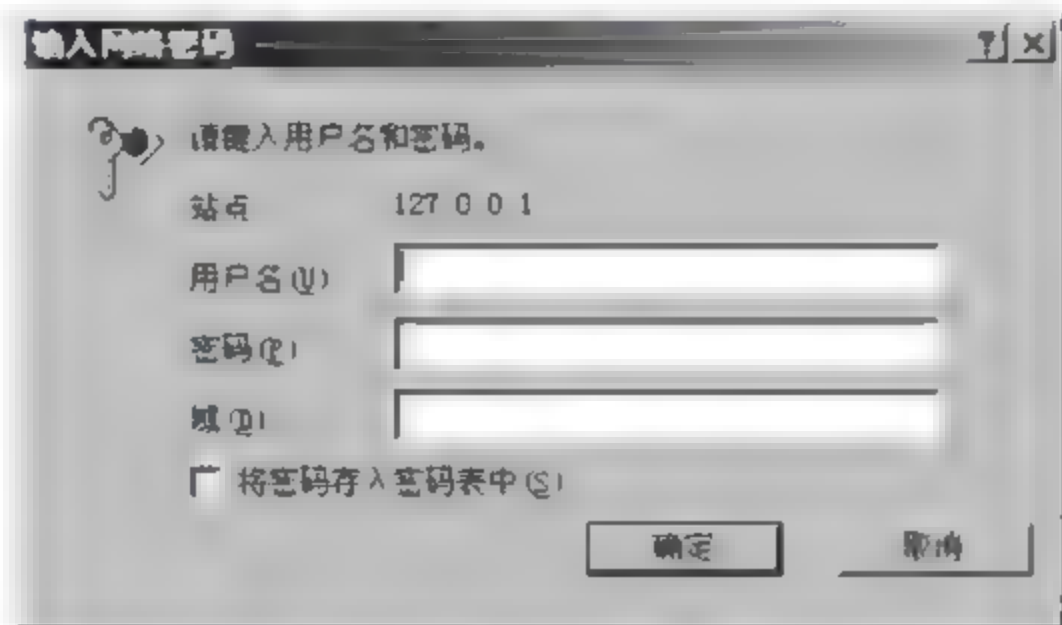 输入网络密码
请键入用户名和密码。
站点 127 0 0 1
用户名(U)
密码(P)
域(D)
将密码存入密码表中(S)
确定 取消